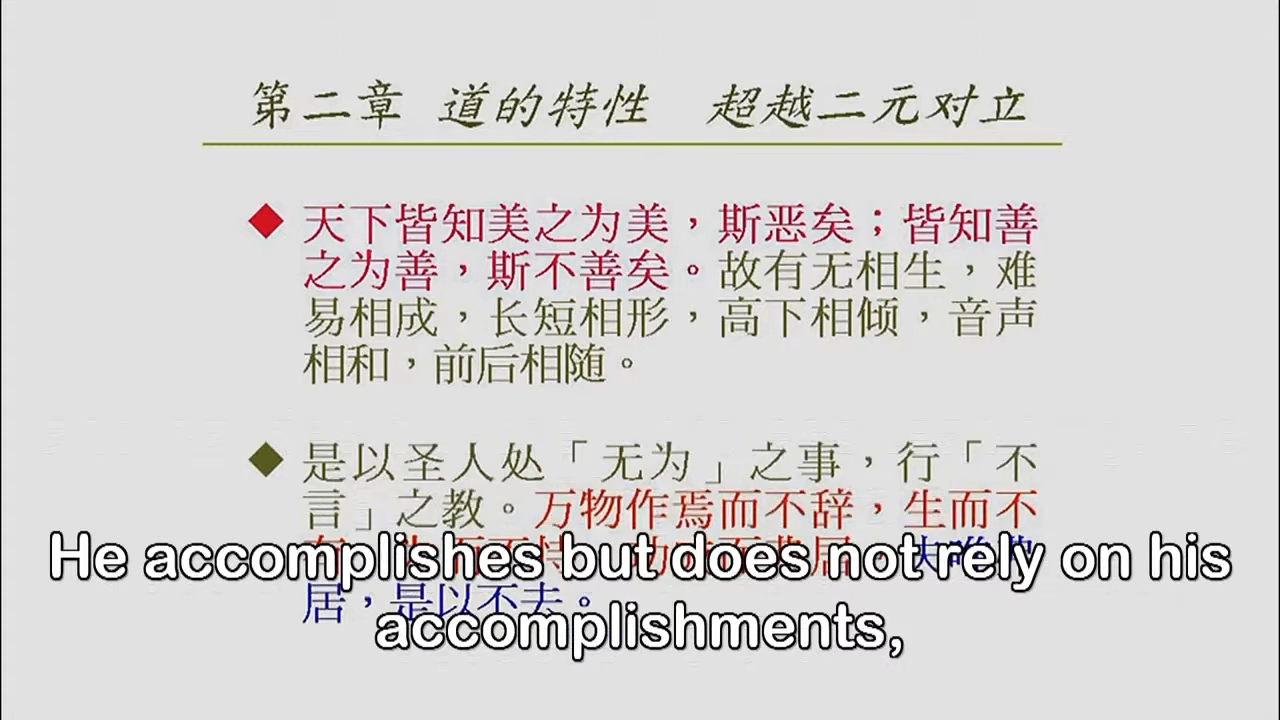 第二章 道的特性 超越二元对立
天下皆知美之为美，斯恶矣；皆知善
之为善，斯不善矣。故有无相生，难
易相成，长短相形，高下相倾，音声
相和，前后相随。
是以圣人处「无为」之事，行「不
言」之教。万物作焉而不辞，生而不
居，是以不去。
He accomplishes but does not rely on his
accomplishments,